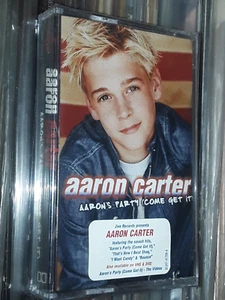 aaron carter
AARON'S PARTY (COME GET IT)
Jive Records presents
AARON CARTER
featuring the smash hits,
"Aaron's Party (Come Get It),
"That's How I Beat Shaq,"
"I Want Candy" & "Bounce"
Also available on VHS & DVD
Aaron's Party (Come Get It) - The Videos
aaron